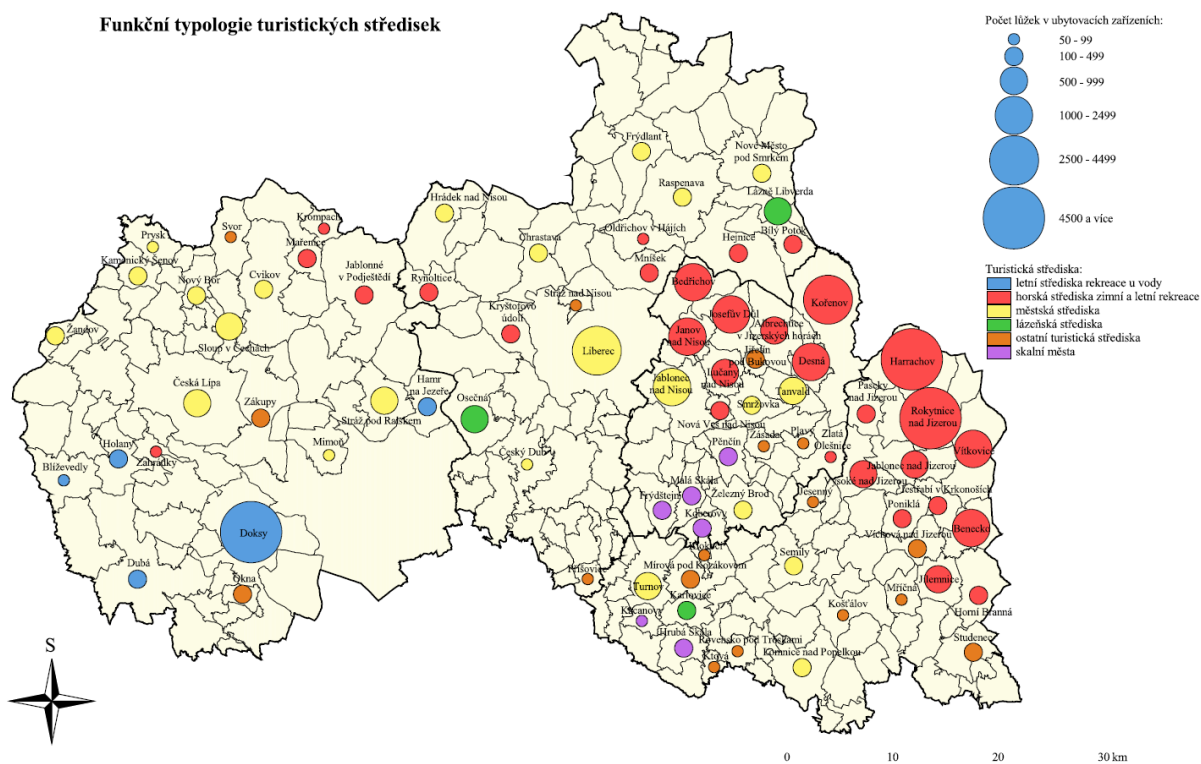 Funkční typologie turistických středisek
Počet lůžek v ubytovacích zařízeních:
50 - 99
100 - 499
500 - 999
1000 - 2499
2500 - 4499
4500 a více
Turistická střediska:
letní střediska rekreace u vody
horská střediska zimní a letní rekreace
městská střediska
lázeňská střediska
ostatní turistická střediska
skalní města
Frýdlant
Nové Město
pod Smrkem
Raspenava
Lázně Libverda
Hrádek nad Nisou
Krompach
Svor
Prysk
Oldřichov v Hájích
Bílý Potok
Chrastava
Hejnice
Mařenice
Kamenický Šenov
Mníšek
Jablonné
v Podještědí
Cvikov
Nový Bor
Rynoltice
Bedřichov
Kořenov
Stráž nad Nisou
Kryštofovo
údolí
Josefův Důl
Albrechtice
v Jizerských horách
Janov
nad Nisou
Žandov
Sloup v Čechách
Liberec
Jiřetín
pod Bukovou
Desná
Harrachov
Lučany
nad Nisou
Jablonec
nad Nisou
Tanvald
Paseky
nad Jizerou
Česká Lípa
Hamr
na Jezeře
Osečná
Zákupy
Stráž pod Ralskem
Smržovka
Rokytnice
nad Jizerou
Nová Ves nad Nisou
Zásada
Plavy
Zlatá
Olešnice
Vítkovice
Holany
Zahrádky
Mimoň
Pěnčín
Český Dub
Blíževedly
Jablonec nad Jizerou
Vysoké nad Jizerou
Malá Skála
Železný Brod
Jesenný
Jestřabí v Krkonoších
Frýdštejn
Poniklá
Koberovy
Benecko
Doksy
Víchová nad Jizerou
Semily
Dubá
Příšovice
Mírová pod Kozákovem
Okna
Turnov
Jilemnice
Mříčná
Karlovice
Košťálov
Horní Branná
Kacanovy
Hrubá Skála
Rovensko pod Troskami
Ktová
Lomnice nad Popelkou
Studenec
S
0 10 20 30 km